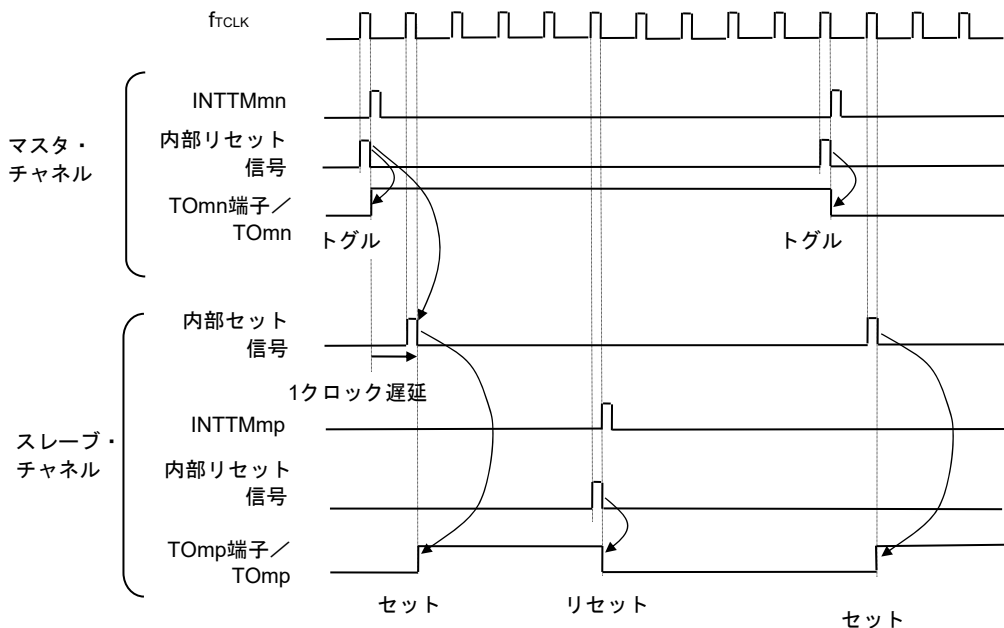 fTCLK
INTTMmn
内部リセット
信号
マスタ・
チャネル
TOmn端子／
TOmn
トグル
トグル
内部セット
信号
1クロック遅延
INTTMmp
スレーブ・
チャネル
内部リセット
信号
TOmp端子／
TOmp
セット
リセット
セット